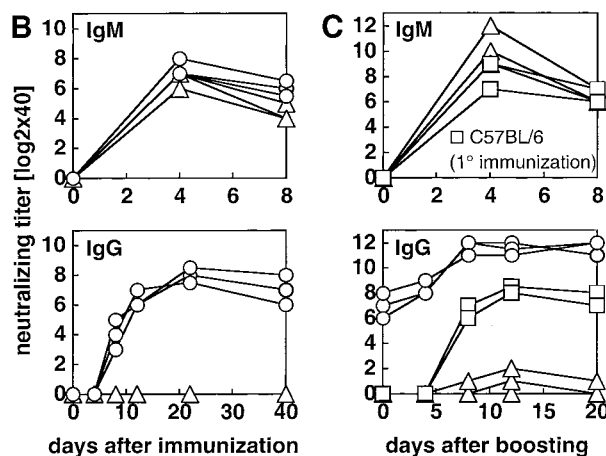 B IgM
8
6
4
2
0
0 2 4 6 8
IgG
8
6
4
2
0
0 10 20 30 40
days after immunization
neutralizing titer [log2x40]
C IgM
12
10
8
6
4
2
0
□ C57BL/6
(1° immunization)
0 2 4 6 8
IgG
12
10
8
6
4
2
0
0 5 10 15 20
days after boosting